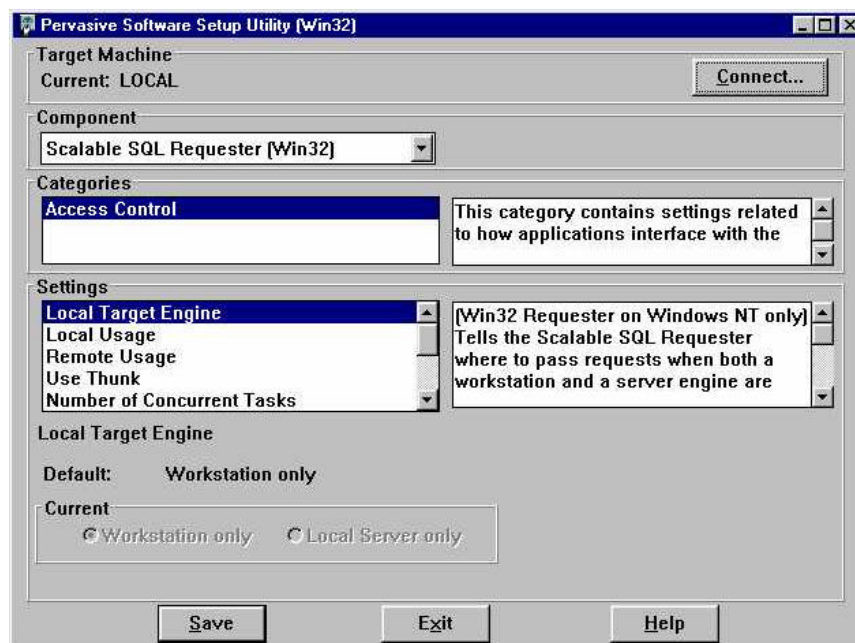 Pervasive Software Setup Utility (Win32)
Target Machine
Current: LOCAL
Connect...
Component
Scalable SQL Requester (Win32)
Categories
Access Control
This category contains settings related
to how applications interface with the
Settings
Local Target Engine
Local Usage
Remote Usage
Use Thunk
Number of Concurrent Tasks
(Win32 Requester on Windows NT only)
Tells the Scalable SQL Requester
where to pass requests when both a
workstation and a server engine are
Local Target Engine
Default: Workstation only
Current
Workstation only Local Server only
Save Exit Help